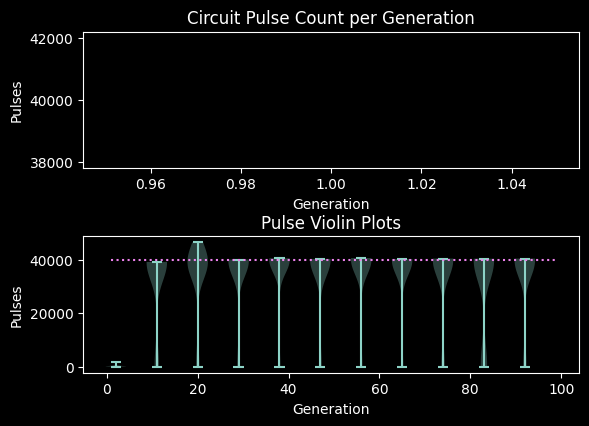 Circuit Pulse Count per Generation
42000
40000
38000
Pulses
0.96 0.98 1.00 1.02 1.04
Generation
Pulse Violin Plots
40000
20000
0
Pulses
0 20 40 60 80 100
Generation